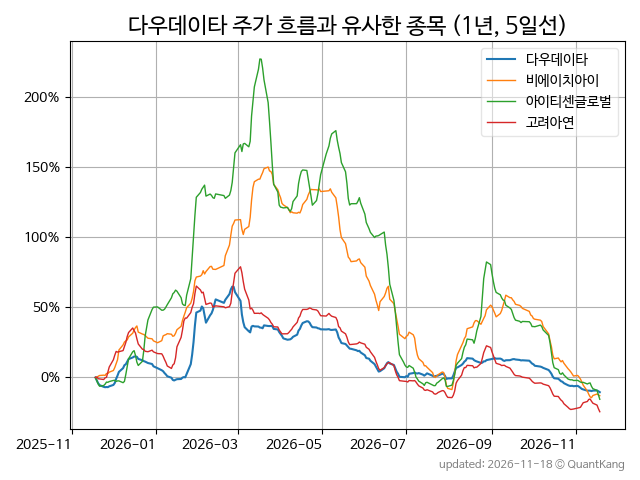 다우데이타 주가 흐름과 유사한 종목 (1년, 5일선)
다우데이타
비에이치아이
아이티센글로벌
고려아연
200%
150%
100%
50%
0%
2025-11 2026-01 2026-03 2026-05 2026-07 2026-09 2026-11
updated: 2026-11-18 © QuantKang